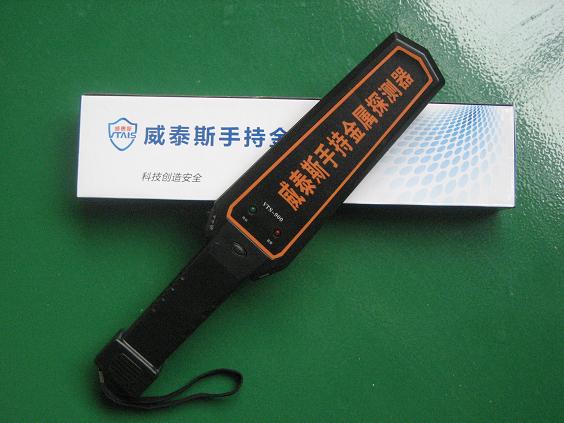 威泰斯
VTAIS
威泰斯手持金
科技创造安全
威泰斯手持金属探测器
VTS-900